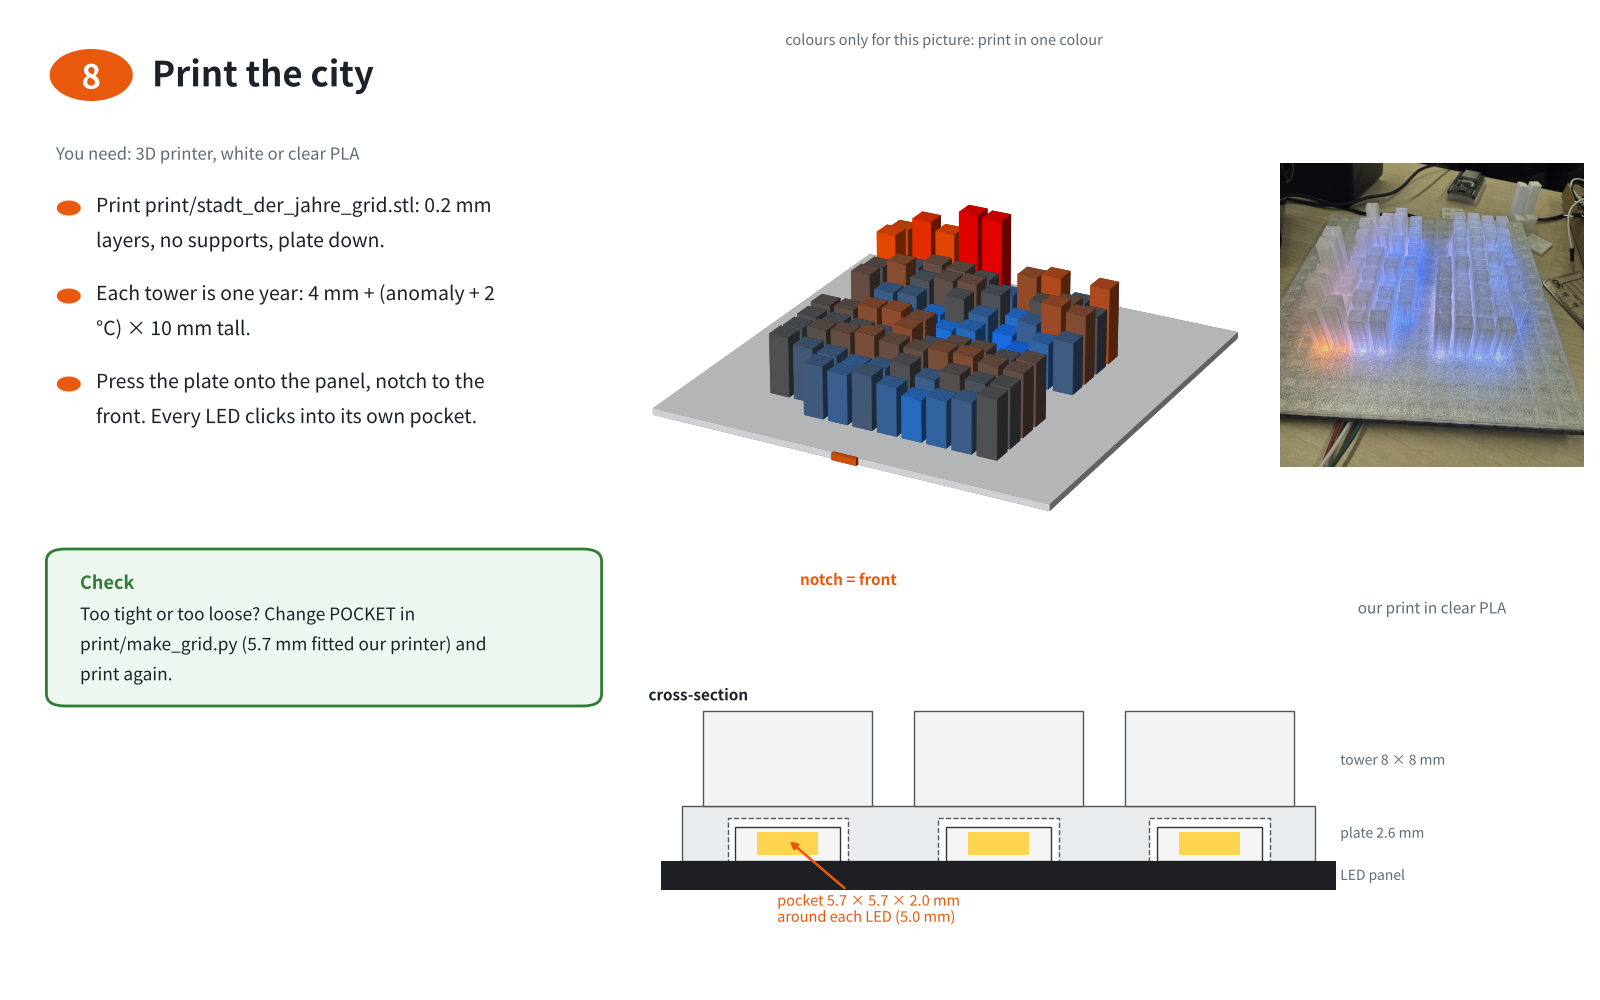 colours only for this picture: print in one colour
8 Print the city
You need: 3D printer, white or clear PLA
Print print/stadt_der_jahre_grid.stl: 0.2 mm
layers, no supports, plate down.
Each tower is one year: 4 mm + (anomaly + 2
°C) × 10 mm tall.
Press the plate onto the panel, notch to the
front. Every LED clicks into its own pocket.
Check
Too tight or too loose? Change POCKET in
print/make_grid.py (5.7 mm fitted our printer) and
print again.
notch = front
our print in clear PLA
cross-section
tower 8 × 8 mm
plate 2.6 mm
LED panel
pocket 5.7 × 5.7 × 2.0 mm
around each LED (5.0 mm)